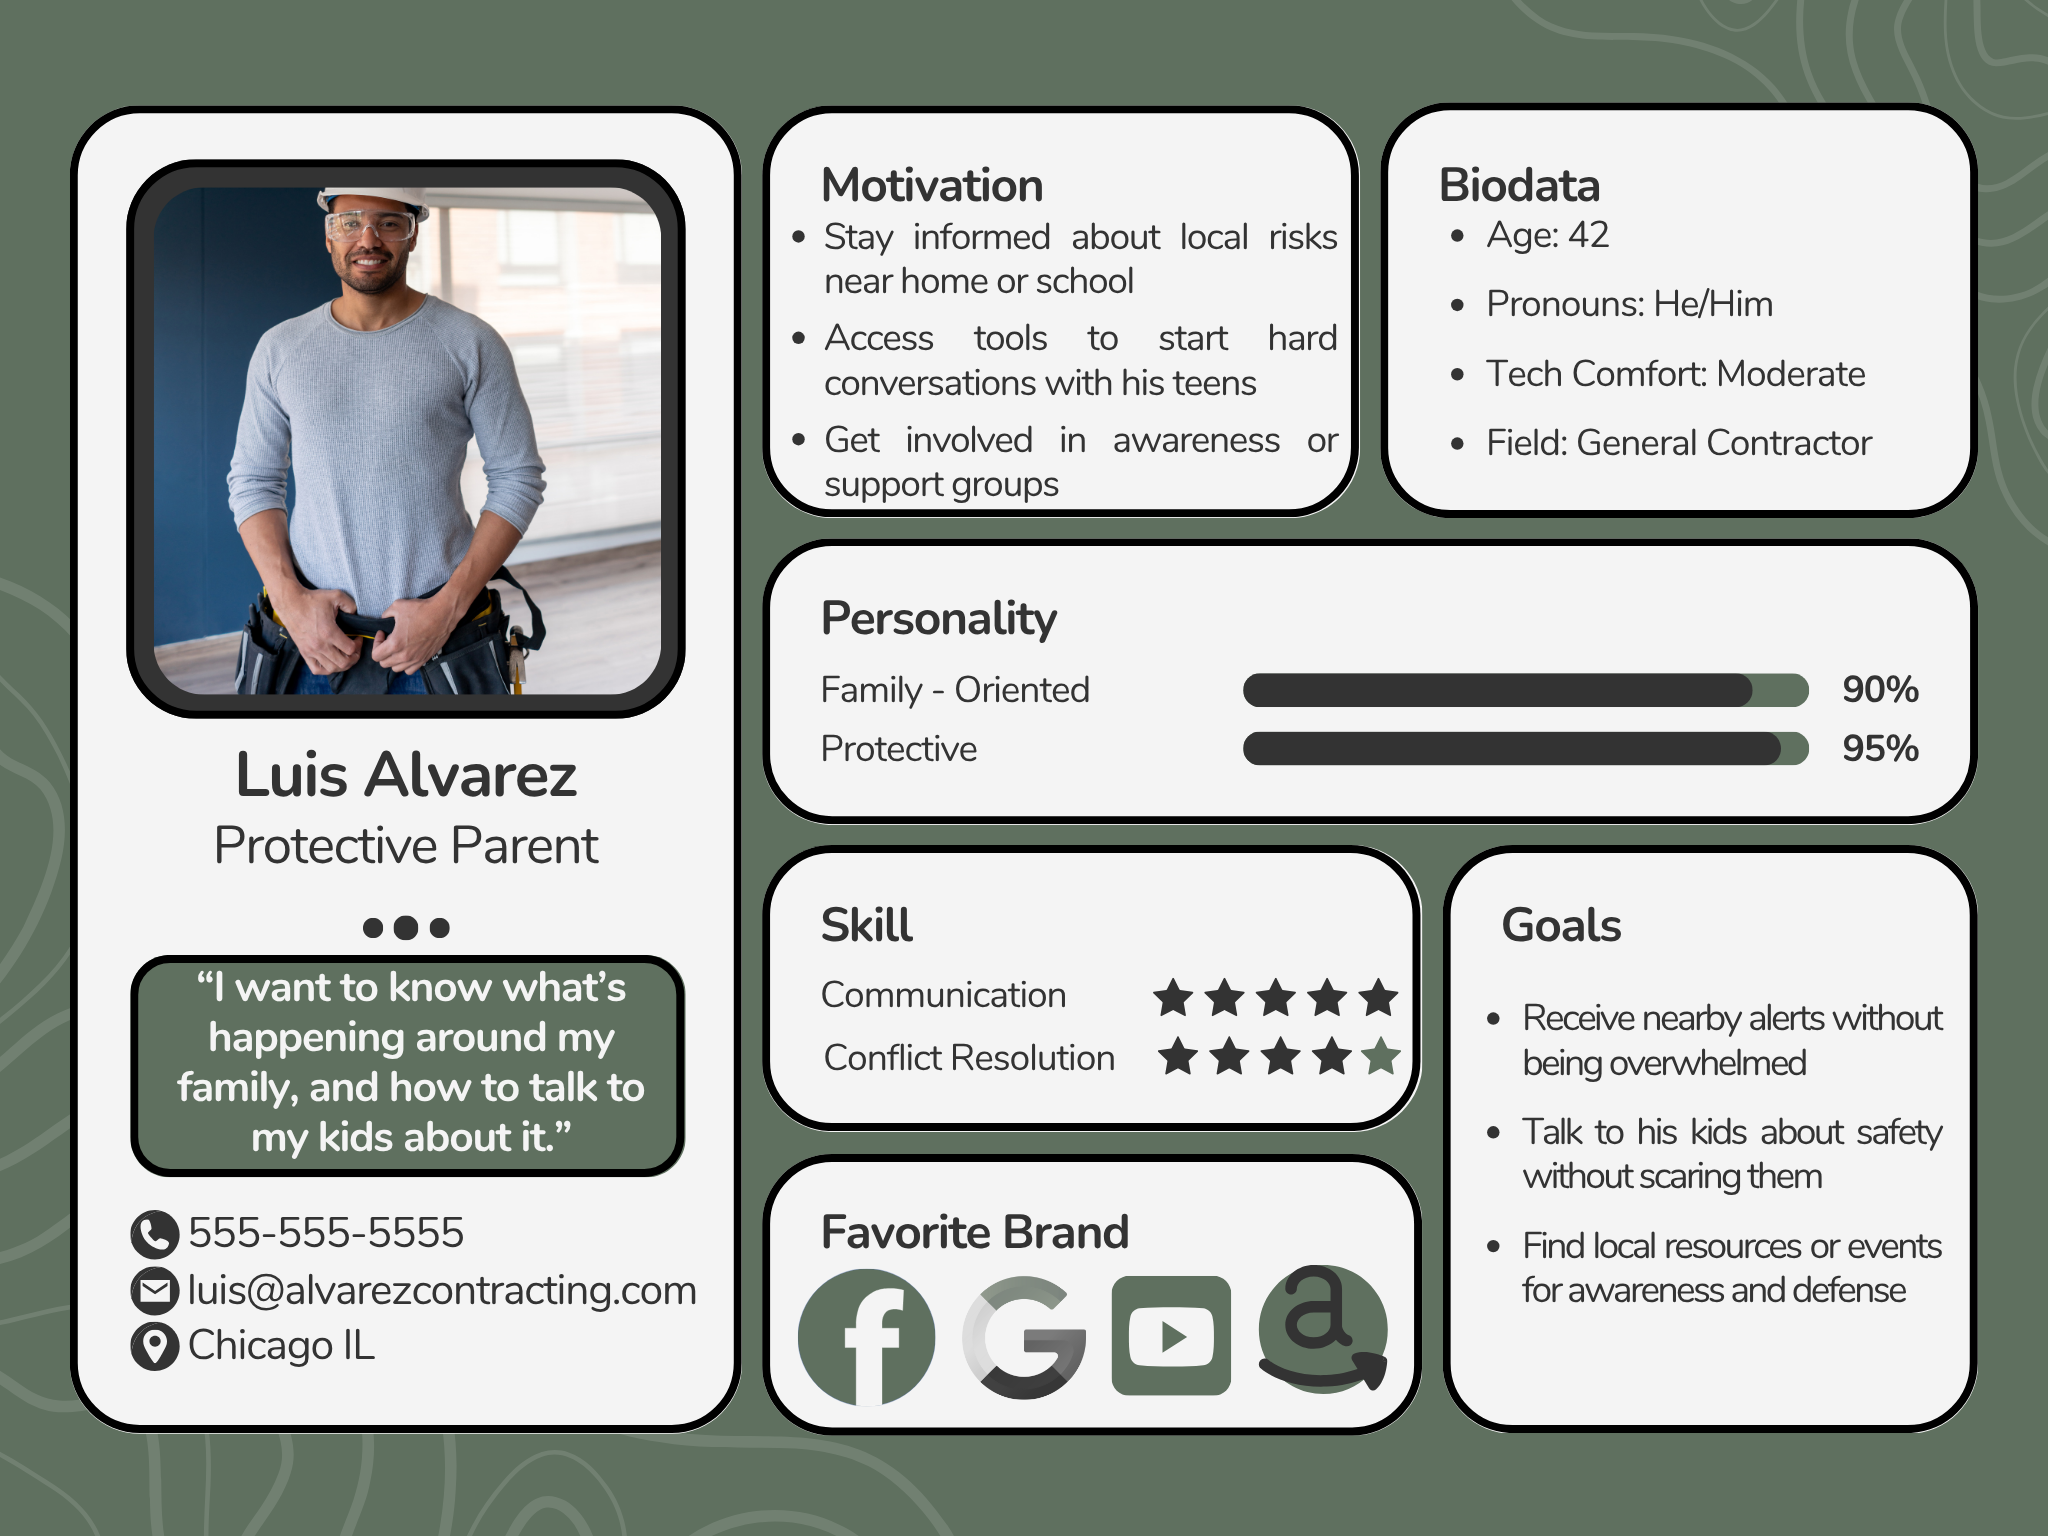 Luis Alvarez
Protective Parent
“I want to know what’s
happening around my
family, and how to talk to
my kids about it.”
555-555-5555
luis@alvarezcontracting.com
Chicago IL
Motivation
• Stay informed about local risks
near home or school
• Access tools to start hard
conversations with his teens
• Get involved in awareness or
support groups
Biodata
• Age: 42
• Pronouns: He/Him
• Tech Comfort: Moderate
• Field: General Contractor
Personality
Family - Oriented 90%
Protective 95%
Skill
Communication
Conflict Resolution
Favorite Brand
Goals
• Receive nearby alerts without
being overwhelmed
• Talk to his kids about safety
without scaring them
• Find local resources or events
for awareness and defense